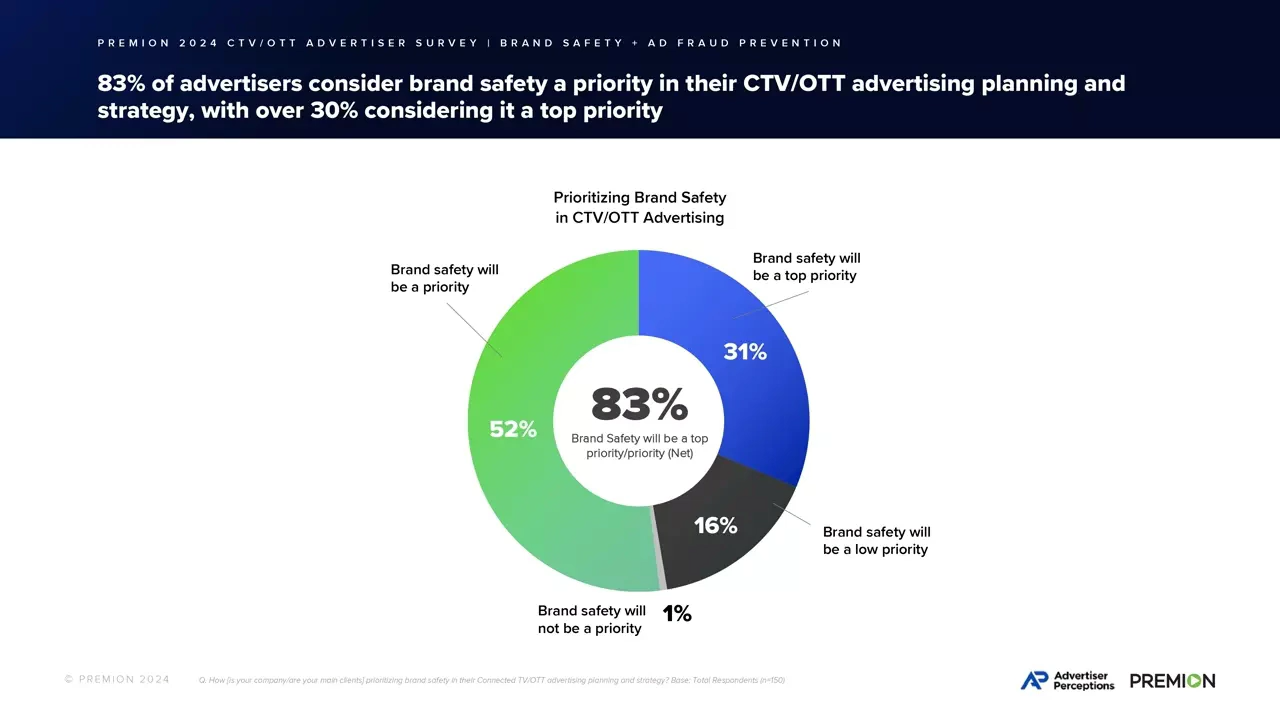 PREMION 2024 CTV/OTT ADVERTISER SURVEY | BRAND SAFETY + AD FRAUD PREVENTION
83% of advertisers consider brand safety a priority in their CTV/OTT advertising planning and
strategy, with over 30% considering it a top priority
Prioritizing Brand Safety
in CTV/OTT Advertising
Brand safety will
be a priority
Brand safety will
be a top priority
31%
52%
83%
Brand Safety will be a top
priority/priority (Net)
16%
Brand safety will
be a low priority
Brand safety will
not be a priority
1%
© PREMION 2024
Q. How [is your company/are your main clients] prioritizing brand safety in their Connected TV/OTT advertising planning and strategy? Base: Total Respondents (n=150)
AP Advertiser
Perceptions
PREMION